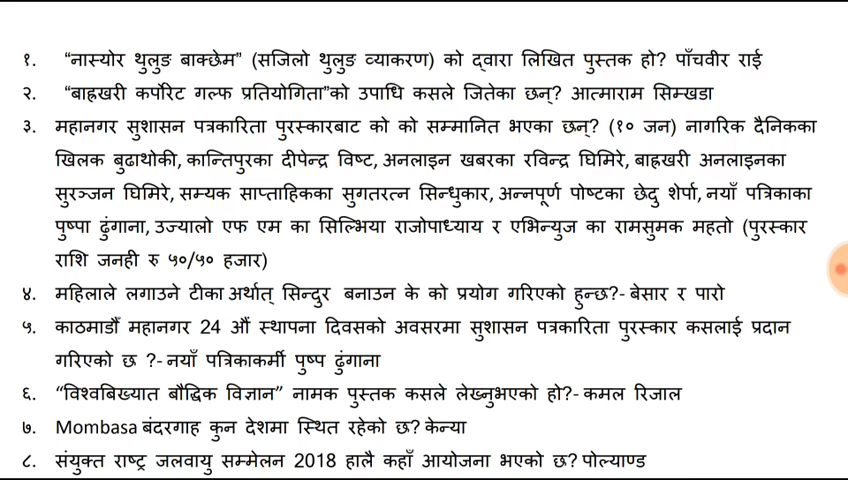 १. “नास्योर थुलुङ बाक्छेम” (सजिलो थुलुङ व्याकरण) को द्वारा लिखित पुस्तक हो? पाँचवीर राई
२. “बाह्रखरी कर्पोरेट गल्फ प्रतियोगिता”को उपाधि कसले जितेका छन्? आत्माराम सिम्खडा
३. महानगर सुशासन पत्रकारिता पुरस्कारबाट को को सम्मानित भएका छन्? (१० जन) नागरिक दैनिकका
खिलक बुढाथोकी, कान्तिपुरका दीपेन्द्र विष्ट, अनलाइन खबरका रविन्द्र घिमिरे, बाह्रखरी अनलाइनका
सुरञ्जन घिमिरे, सम्यक साप्ताहिकका सुगतरत्न सिन्धुकार, अन्नपूर्ण पोष्टका छेदु शेर्पा, नयाँ पत्रिकाका
पुष्पा ढुंगाना, उज्यालो एफ एम का सिल्भिया राजोपाध्याय र एभिन्युज का रामसुमक महतो (पुरस्कार
राशि जनही रु ५०/५० हजार)
४. महिलाले लगाउने टीका अर्थात् सिन्दुर बनाउन के को प्रयोग गरिएको हुन्छ?- बेसार र पारो
५. काठमाडौँ महानगर 24 औं स्थापना दिवसको अवसरमा सुशासन पत्रकारिता पुरस्कार कसलाई प्रदान
गरिएको छ ?- नयाँ पत्रिकाकर्मी पुष्प ढुंगाना
६. “विश्वबिख्यात बौद्धिक विज्ञान” नामक पुस्तक कसले लेख्नुभएको हो?- कमल रिजाल
७. Mombasa बंदरगाह कुन देशमा स्थित रहेको छ? केन्या
८. संयुक्त राष्ट्र जलवायु सम्मेलन 2018 हालै कहाँ आयोजना भएको छ? पोल्याण्ड